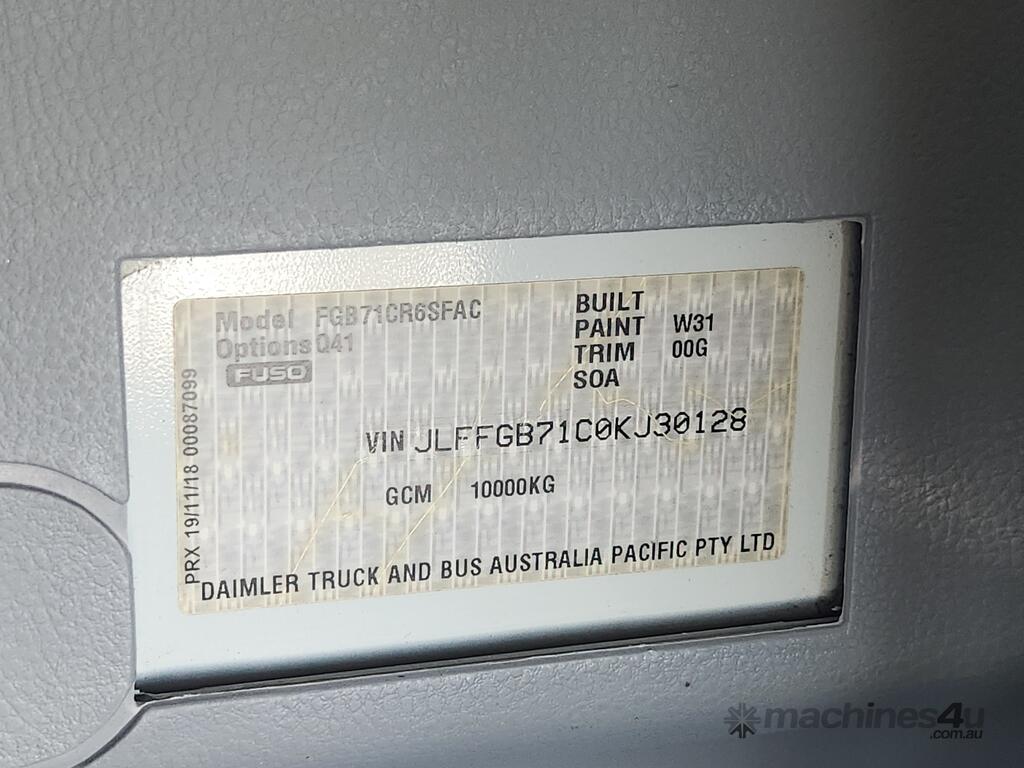 Model FGB71CR6SFAC
Options Q41
FUSO
BUILT
PAINT W31
TRIM 00G
SOA
VIN JLFFGB71C0KJ30128
GCM 10000KG
DAIMLER TRUCK AND BUS AUSTRALIA PACIFIC PTY LTD
PRX 19/11/18 00087099
machines4u
.com.au